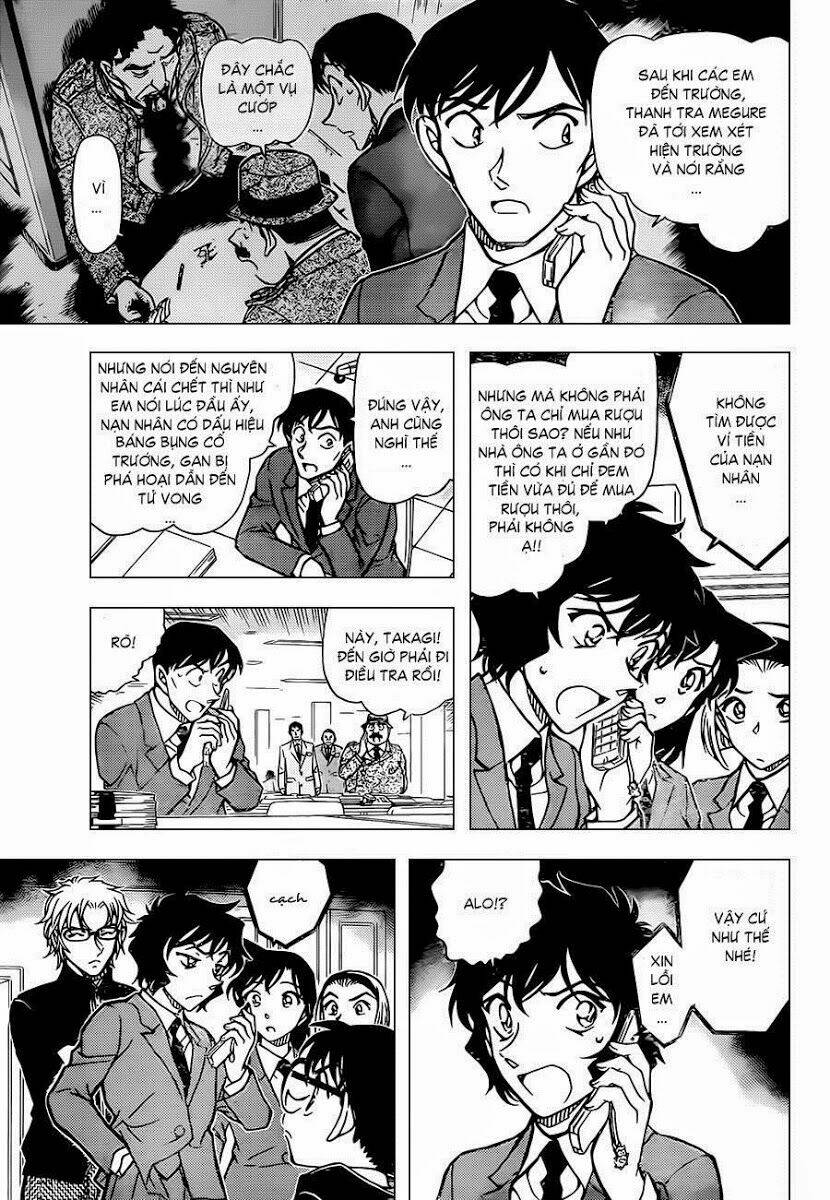 SAU KHI CÁC EM
ĐẾN TRƯỜNG,
THANH TRA MEGURE
ĐÃ TỚI XEM XÉT
HIỆN TRƯỜNG
VÀ NÓI RẰNG
...
ĐÂY CHẮC
LÀ MỘT VỤ
CƯỚP
...
VÌ
...
死
KHÔNG
TÌM ĐƯỢC
VÍ TIỀN
CỦA NẠN
NHÂN
...
NHƯNG MÀ KHÔNG PHẢI
ÔNG TA CHỈ MUA RƯỢU
THÔI SAO? NẾU NHƯ
NHÀ ÔNG TA Ở GẦN ĐÓ
THÌ CÓ KHI CHỈ ĐEM
TIỀN VỪA ĐỦ ĐỂ MUA
RƯỢU THÔI,
PHẢI KHÔNG
Ạ!!
ĐÚNG VẬY,
ANH CŨNG
NGHĨ THẾ
...
NHƯNG NÓI ĐẾN NGUYÊN
NHÂN CÁI CHẾT THÌ NHƯ
EM NÓI LÚC ĐẦU ẤY,
NẠN NHÂN CÓ DẤU HIỆU
BÁNG BỤNG CỔ
TRƯỚNG, GAN BỊ
PHÁ HOẠI DẪN ĐẾN
TỬ VONG
...
NÀY, TAKAGI!
ĐẾN GIỜ PHẢI ĐI
ĐIỀU TRA RỒI!
RÕ!
VẬY CỨ
NHƯ THẾ
NHÉ!
XIN
LỖI
EM
...
ALO!?
cạch